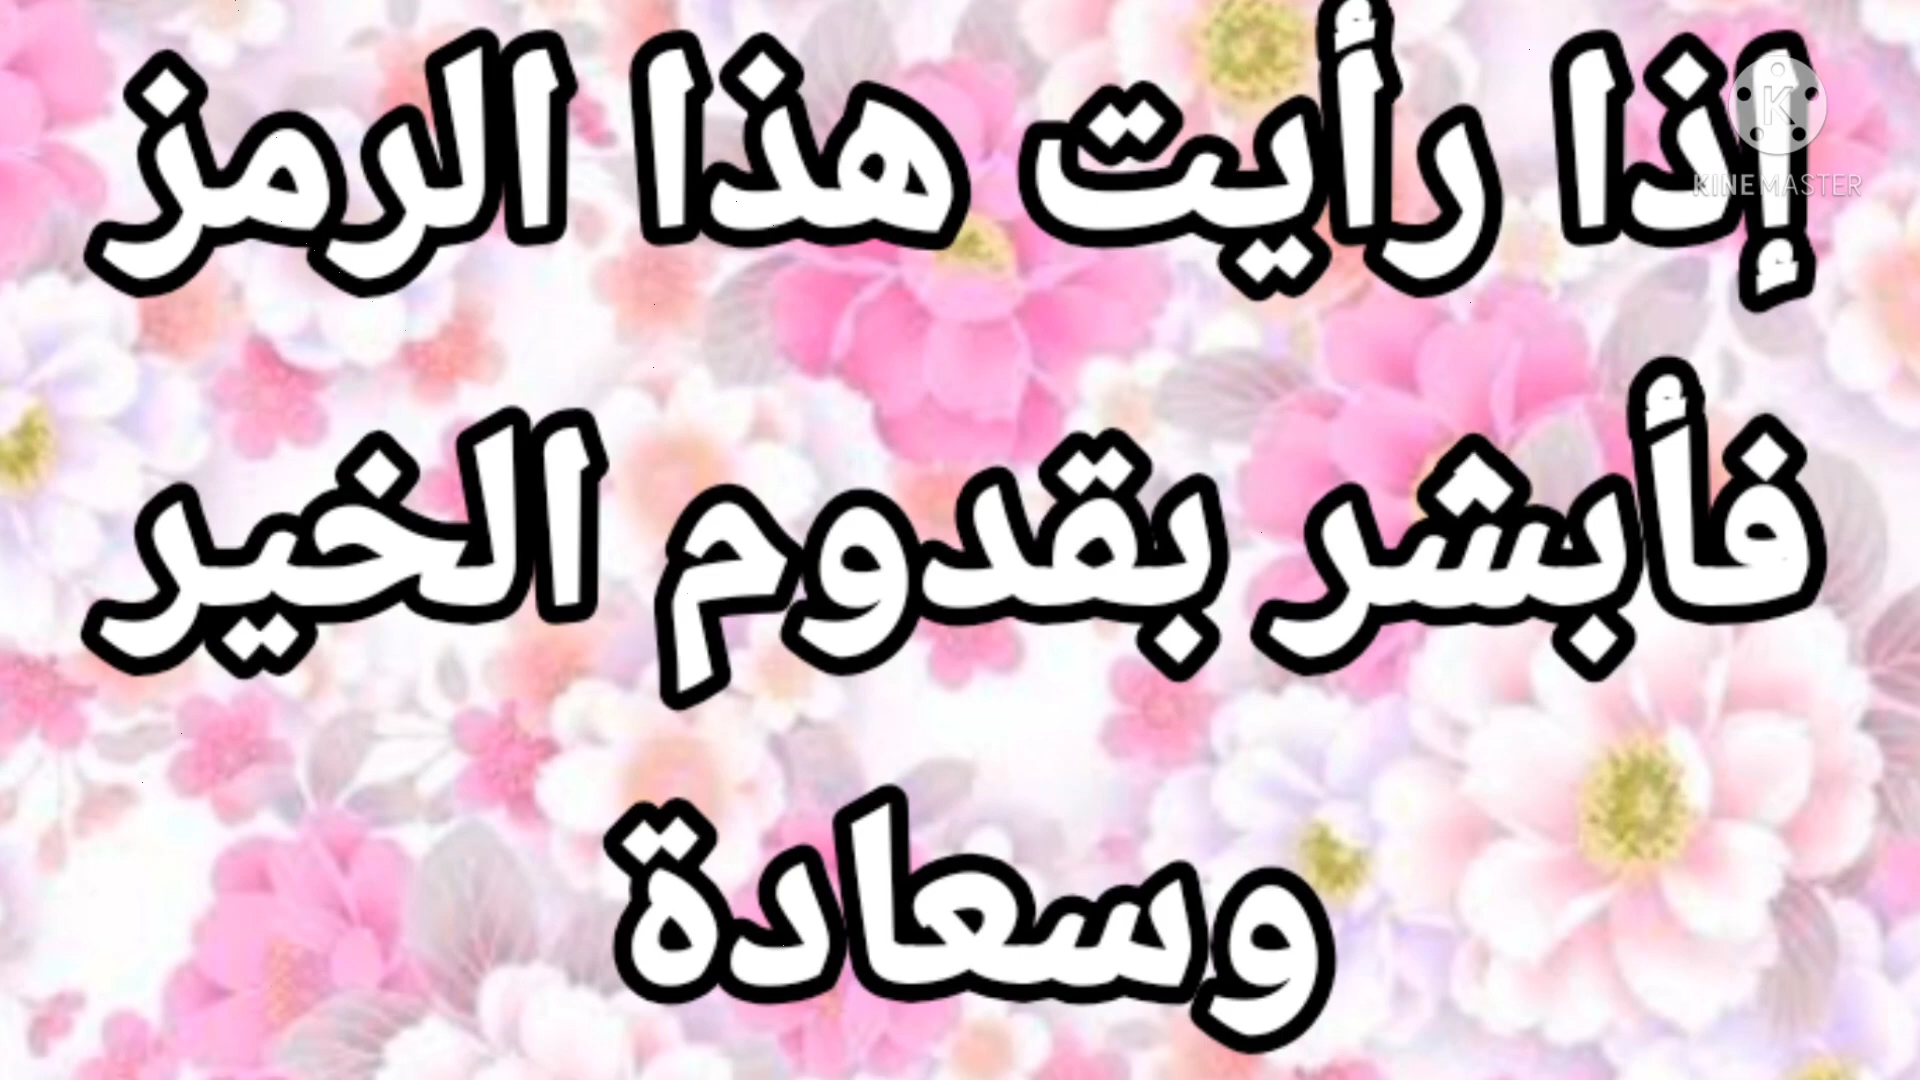 إذا رأيت هذا الرمز
فأبشر بقدوم الخير
وسعادة
K
KINEMASTER